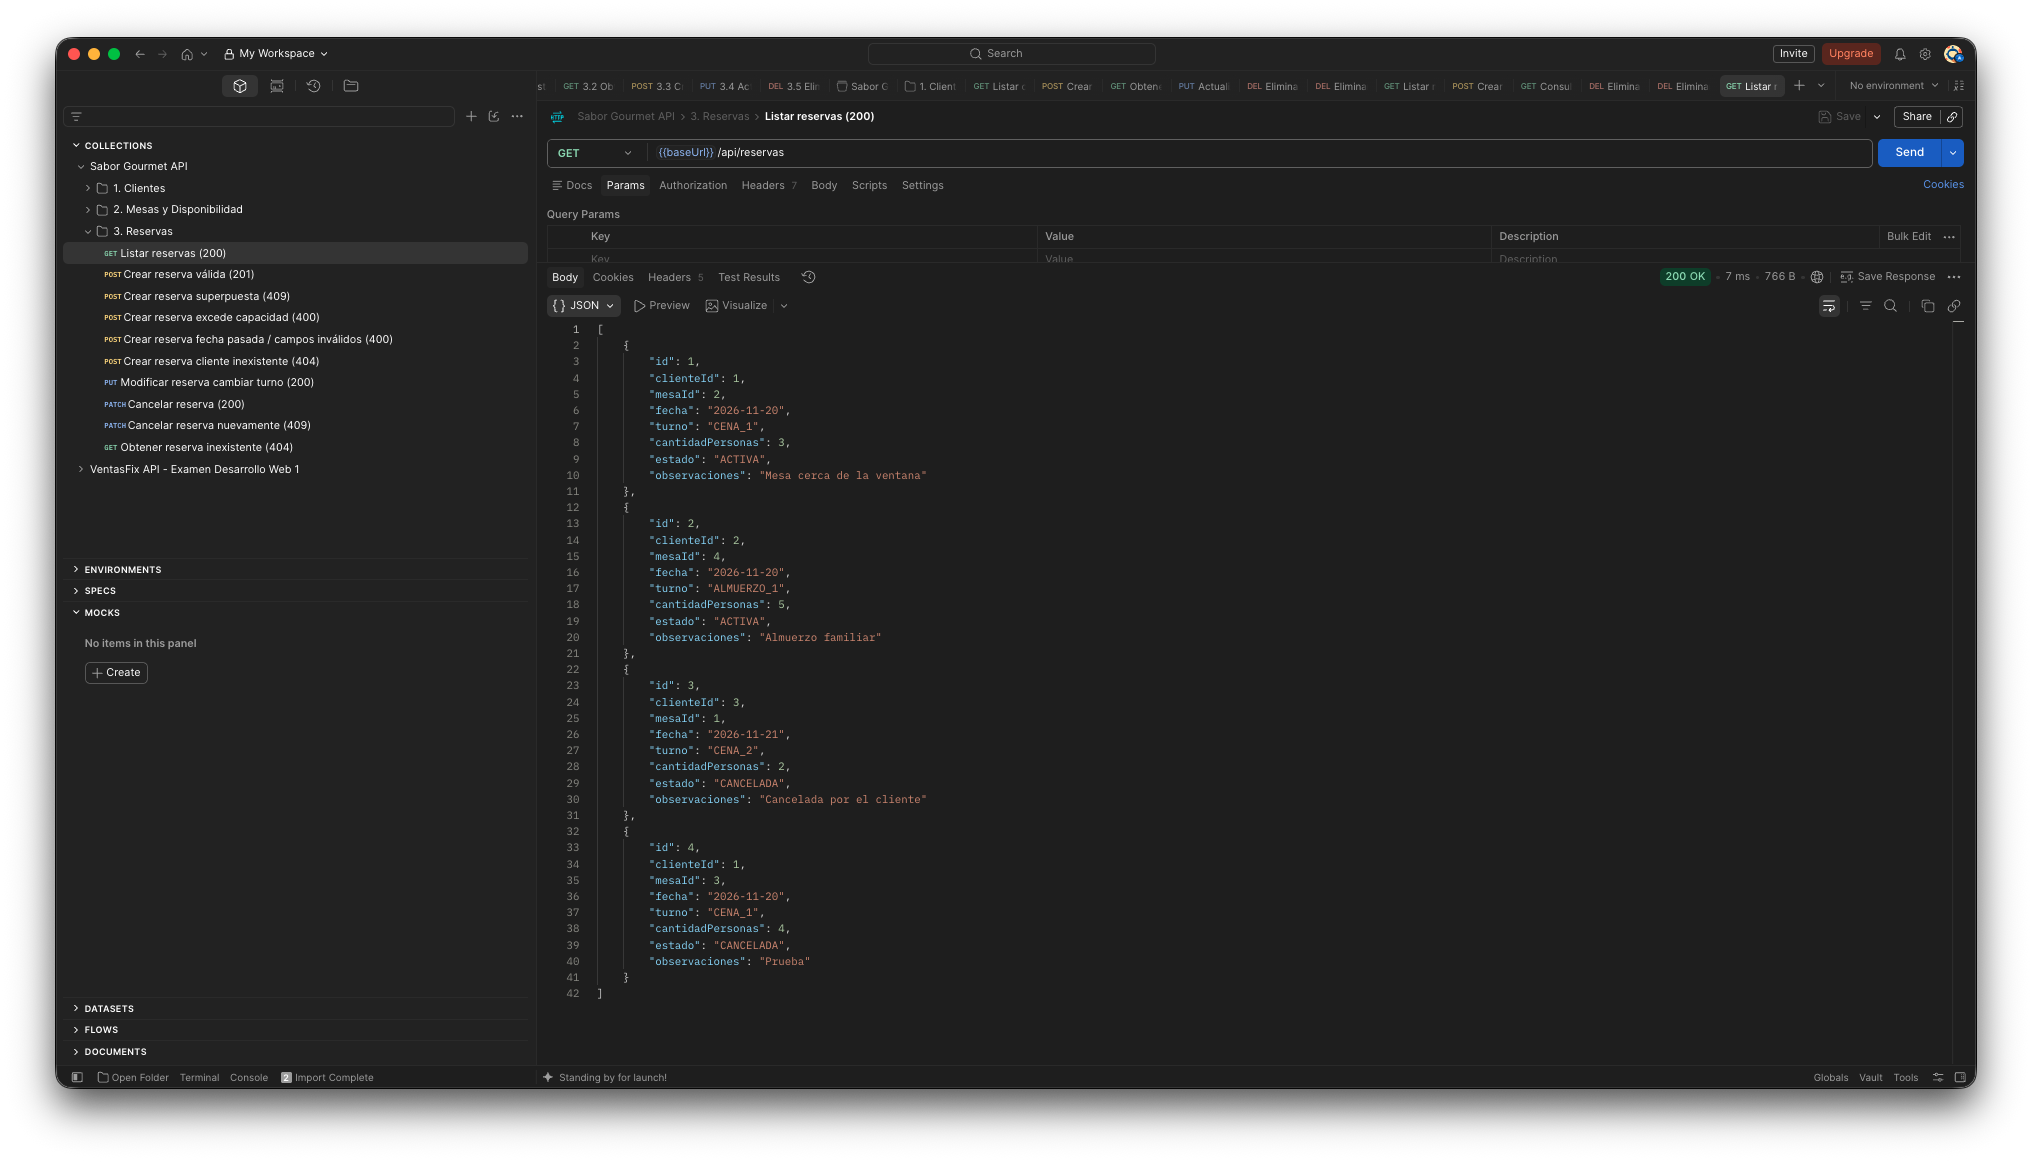 My Workspace
Search
Invite
Upgrade
GET 3.2 Ob
POST 3.3 C
PUT 3.4 Ac
DEL 3.5 Elin
Sabor G
1. Client
GET Listar
POST Crear
GET Obten
PUT Actuali
DEL Elimina
DEL Elimina
GET Listar
POST Crear
GET Consul
DEL Elimina
DEL Elimina
GET Listar r
No environment
COLLECTIONS
Sabor Gourmet API
1. Clientes
2. Mesas y Disponibilidad
3. Reservas
GET Listar reservas (200)
POST Crear reserva válida (201)
POST Crear reserva superpuesta (409)
POST Crear reserva excede capacidad (400)
POST Crear reserva fecha pasada / campos inválidos (400)
POST Crear reserva cliente inexistente (404)
PUT Modificar reserva cambiar turno (200)
PATCH Cancelar reserva (200)
PATCH Cancelar reserva nuevamente (409)
GET Obtener reserva inexistente (404)
VentasFix API - Examen Desarrollo Web 1
ENVIRONMENTS
SPECS
MOCKS
No items in this panel
Create
DATASETS
FLOWS
DOCUMENTS
HTTP Sabor Gourmet API > 3. Reservas > Listar reservas (200)
Save
Share
GET {{baseUrl}} /api/reservas
Send
Docs Params Authorization Headers 7 Body Scripts Settings
Cookies
Query Params
Key Value Description Bulk Edit
Key Value Description
Body Cookies Headers 5 Test Results
200 OK 7 ms 766 B e.g. Save Response
{ } JSON Preview Visualize
1 [
2 {
3 "id": 1,
4 "clienteId": 1,
5 "mesaId": 2,
6 "fecha": "2026-11-20",
7 "turno": "CENA_1",
8 "cantidadPersonas": 3,
9 "estado": "ACTIVA",
10 "observaciones": "Mesa cerca de la ventana"
11 },
12 {
13 "id": 2,
14 "clienteId": 2,
15 "mesaId": 4,
16 "fecha": "2026-11-20",
17 "turno": "ALMUERZO_1",
18 "cantidadPersonas": 5,
19 "estado": "ACTIVA",
20 "observaciones": "Almuerzo familiar"
21 },
22 {
23 "id": 3,
24 "clienteId": 3,
25 "mesaId": 1,
26 "fecha": "2026-11-21",
27 "turno": "CENA_2",
28 "cantidadPersonas": 2,
29 "estado": "CANCELADA",
30 "observaciones": "Cancelada por el cliente"
31 },
32 {
33 "id": 4,
34 "clienteId": 1,
35 "mesaId": 3,
36 "fecha": "2026-11-20",
37 "turno": "CENA_1",
38 "cantidadPersonas": 4,
39 "estado": "CANCELADA",
40 "observaciones": "Prueba"
41 }
42 ]
Open Folder Terminal Console 2 Import Complete
Standing by for launch!
Globals Vault Tools